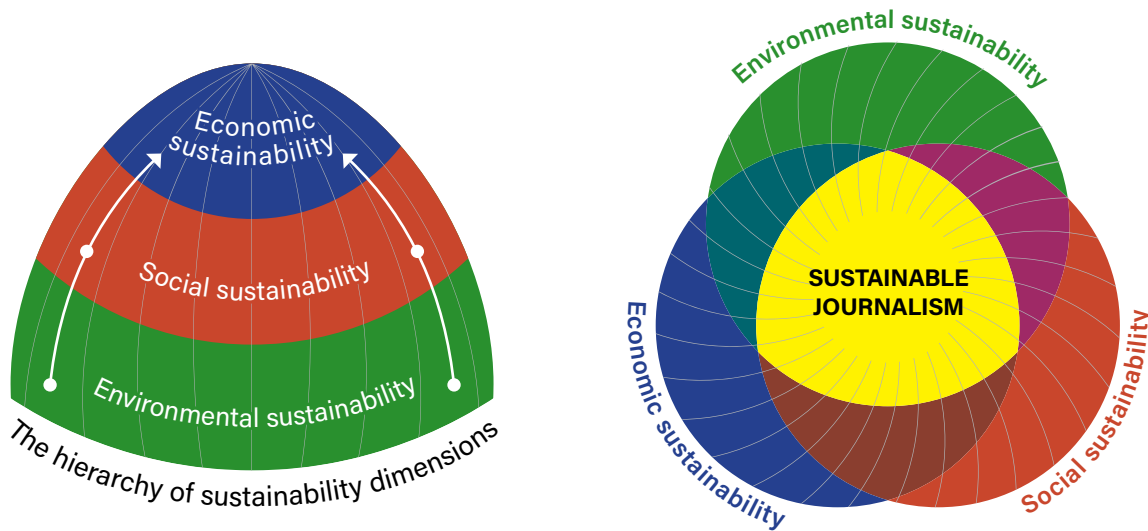 Economic
sustainability
Social sustainability
Environmental sustainability
The hierarchy of sustainability dimensions
Environmental sustainability
SUSTAINABLE
JOURNALISM
Economic sustainability
Social sustainability